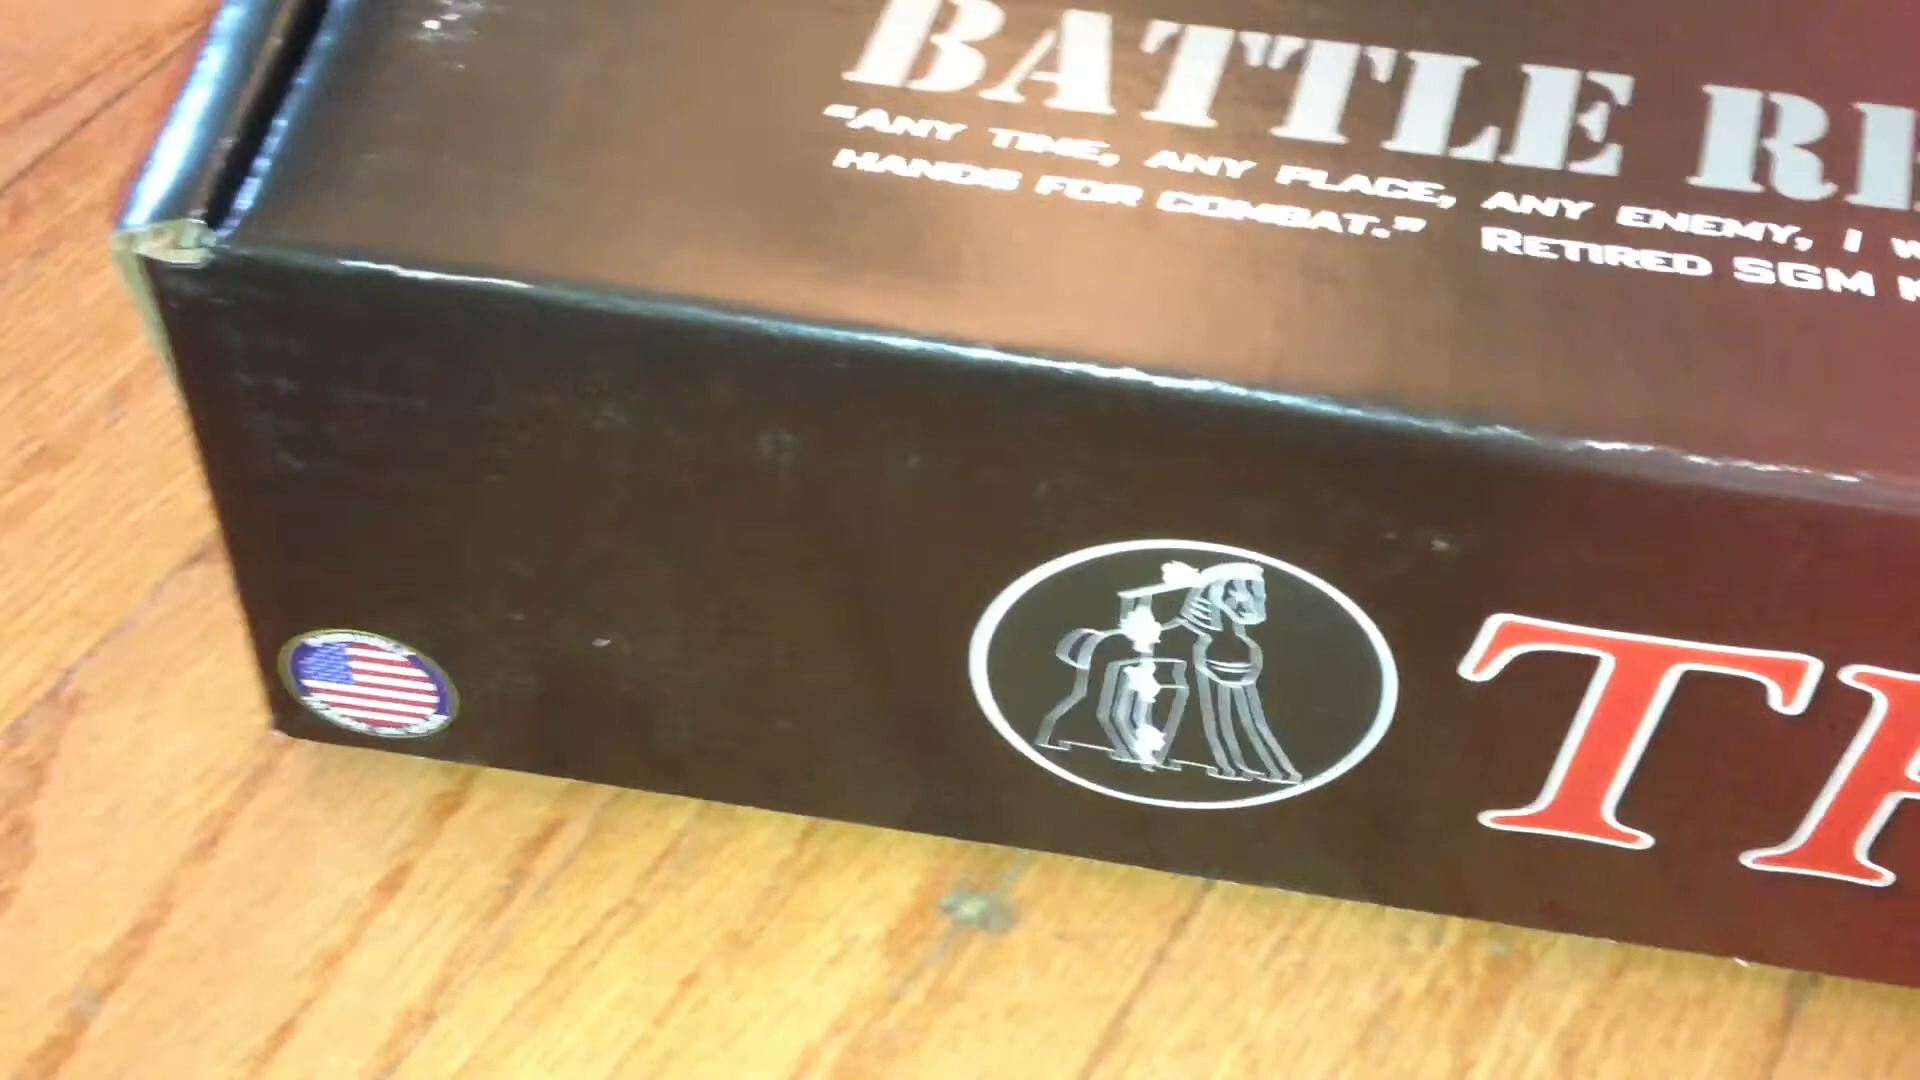 BATTLE R
“ANY TIME, ANY PLACE, ANY ENEMY, I W
HANDS FOR COMBAT.” RETIRED SGM K
T